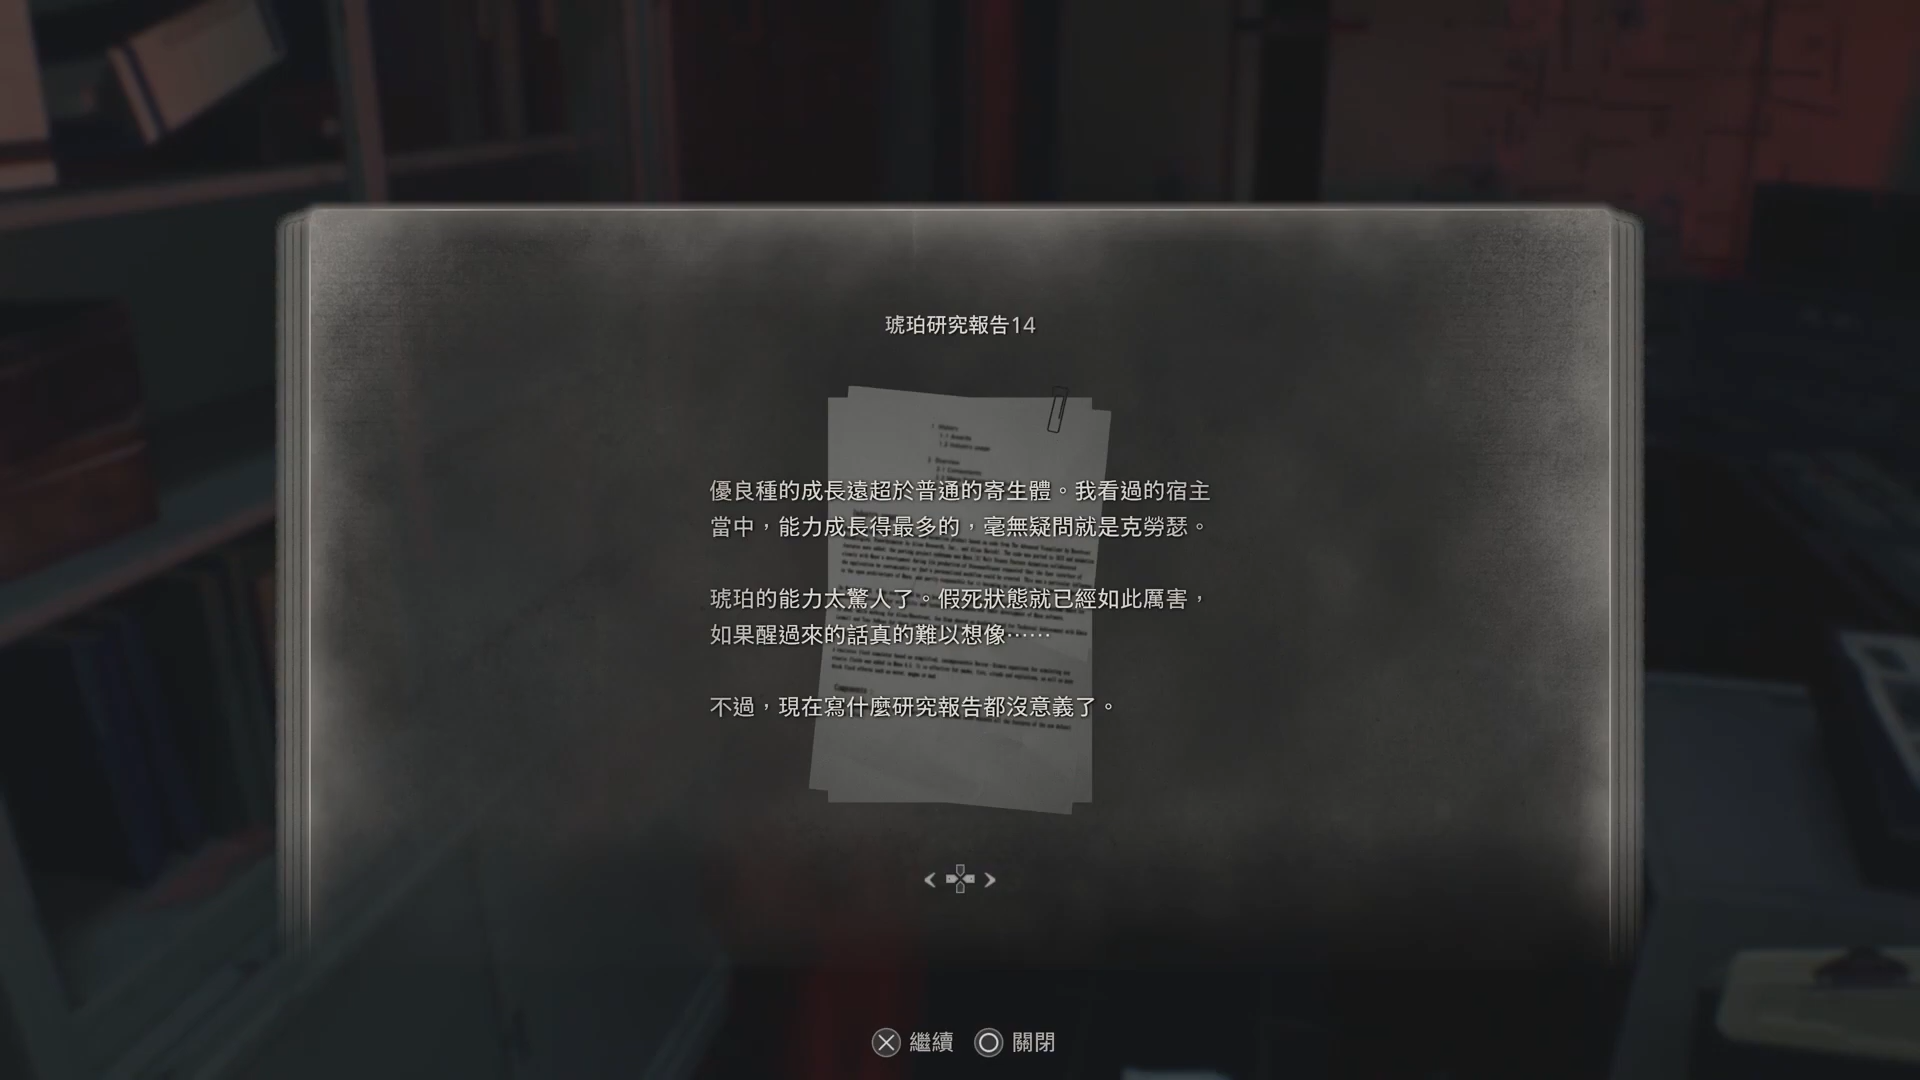 琥珀研究報告14
優良種的成長遠超於普通的寄生體。我看過的宿主
當中，能力成長得最多的，毫無疑問就是克勞瑟。
琥珀的能力太驚人了。假死狀態就已經如此厲害，
如果醒過來的話真的難以想像……
不過，現在寫什麼研究報告都沒意義了。
繼續 關閉